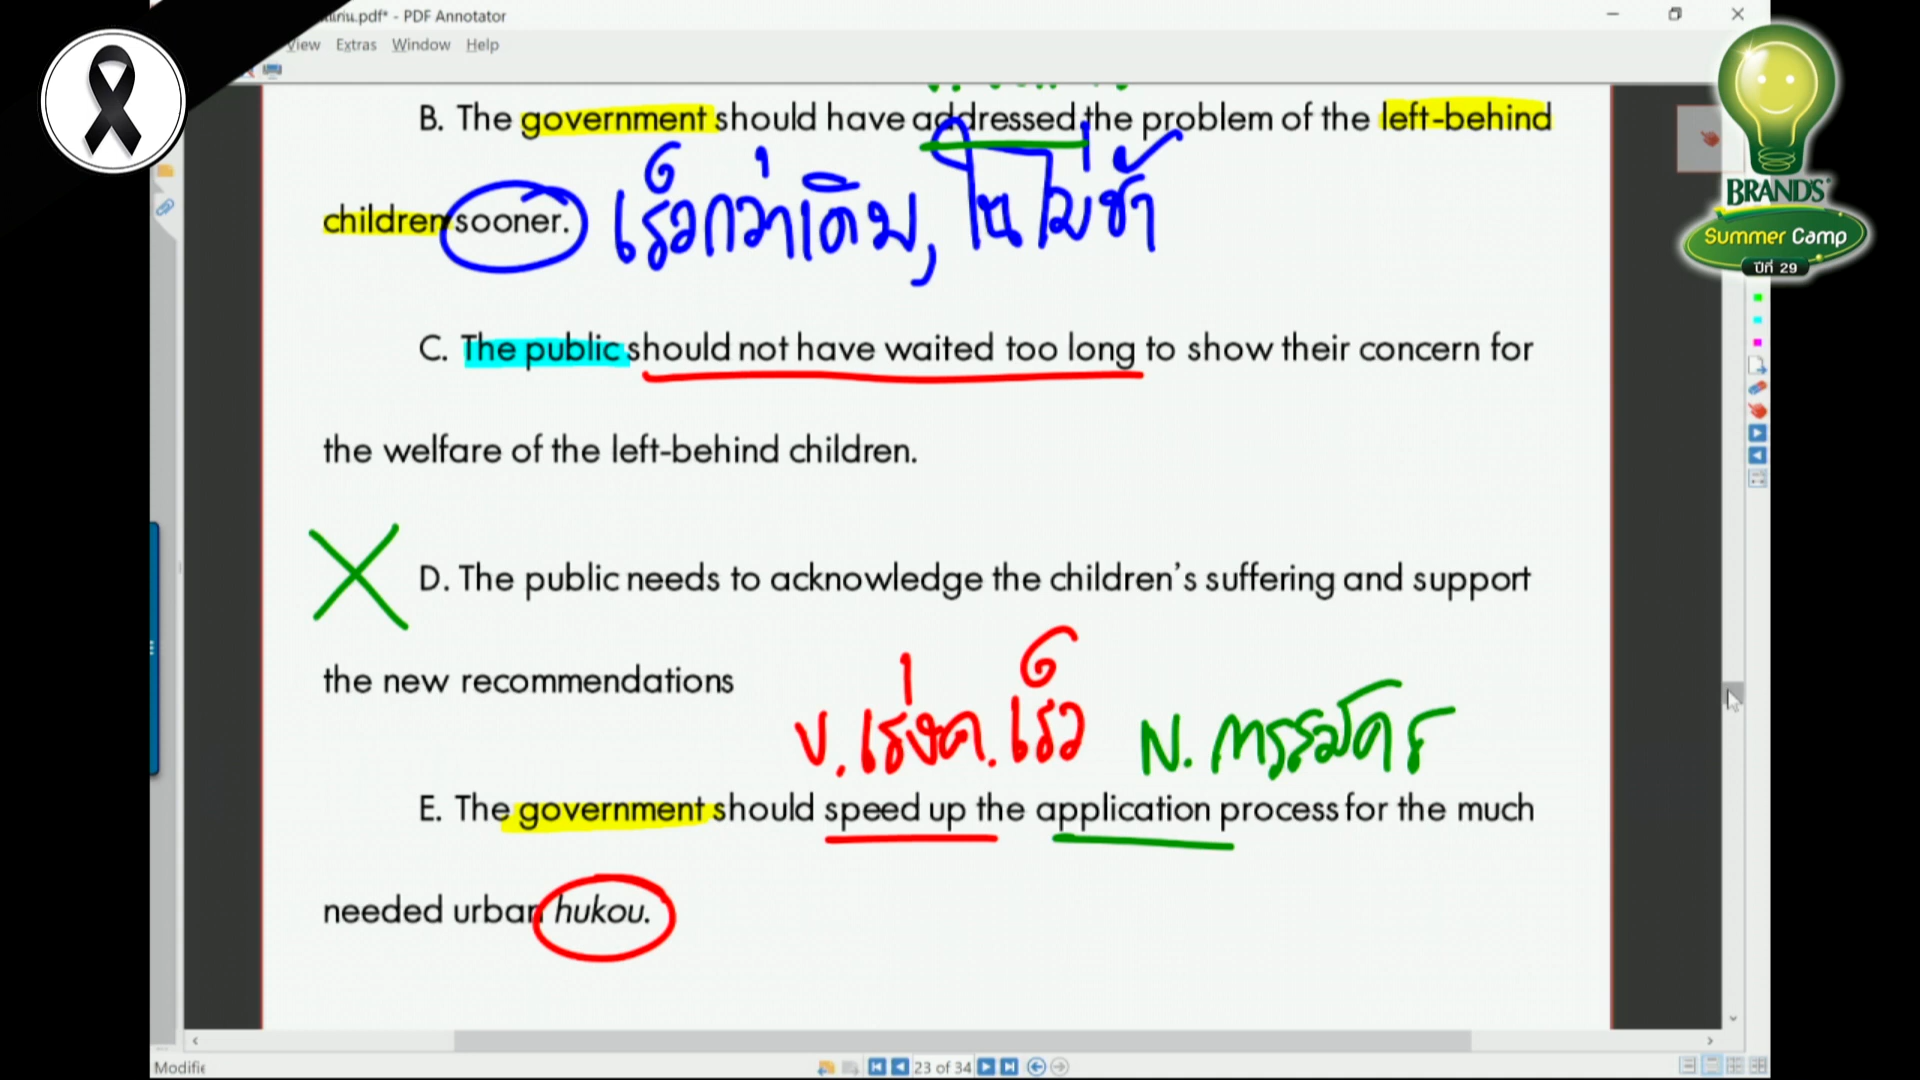 .pdf* - PDF Annotator
View Extras Window Help
B. The government should have addressed the problem of the left-behind
children sooner. เร็วกว่าเดิม, ในไม่ช้า
C. The public should not have waited too long to show their concern for
the welfare of the left-behind children.
D. The public needs to acknowledge the children's suffering and support
the new recommendations
v. เร่งค.เร็ว N. การสมัคร
E. The government should speed up the application process for the much
needed urban hukou.
23 of 34
BRAND'S
Summer Camp
ปีที่ 29